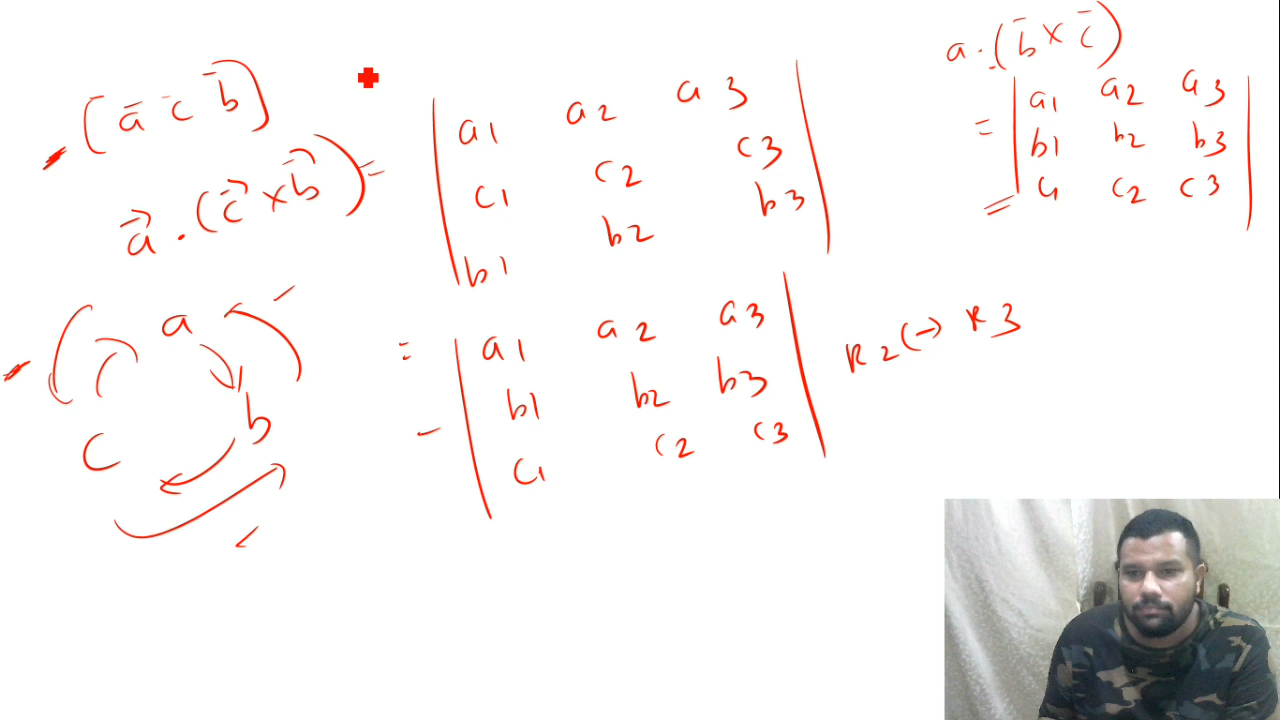 [a̅ c̅ b̅]
a⃗ . (c⃗ × b⃗) =
a1 a2 a3
c1 c2 c3
b1 b2 b3
= -
a1 a2 a3
b1 b2 b3
c1 c2 c3
R2 ↔ R3
a
b
c
a . (b̅ × c̅)
=
a1 a2 a3
b1 b2 b3
c1 c2 c3
=